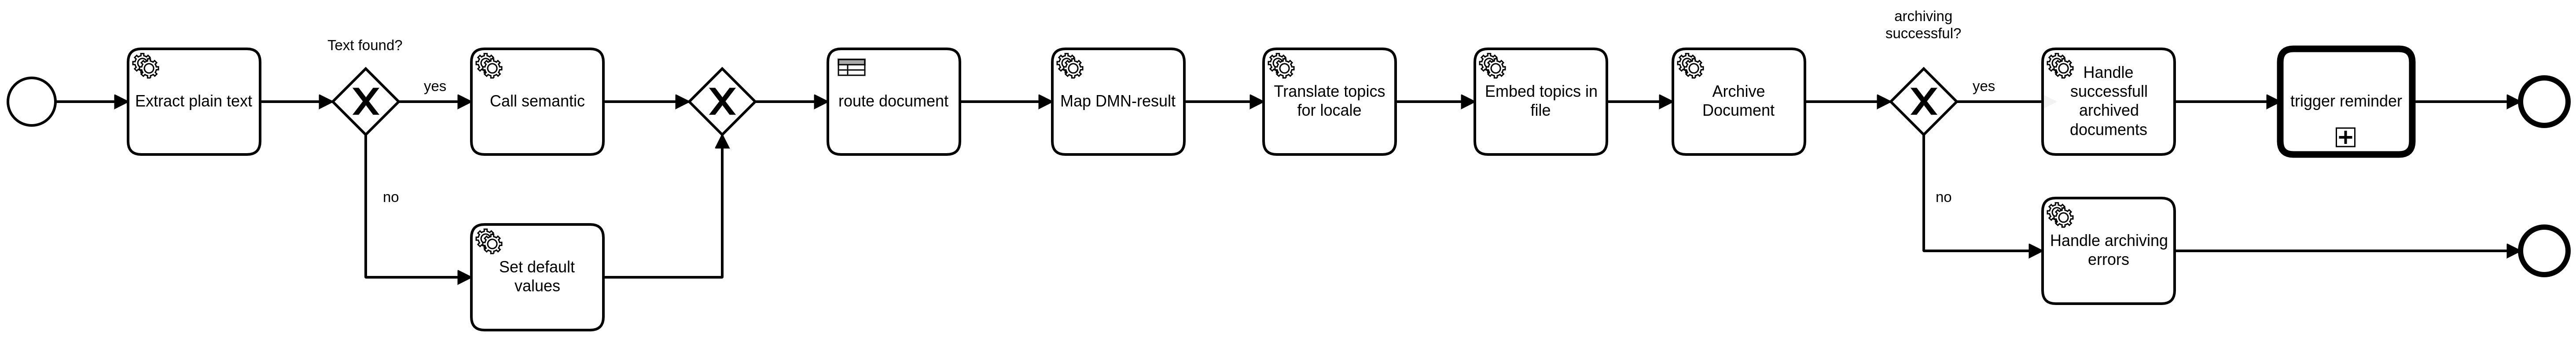 Extract plain text
Text found?
yes
no
Call semantic
Set default
values
route document
Map DMN-result
Translate topics
for locale
Embed topics in
file
Archive
Document
archiving
successful?
yes
no
Handle
successfull
archived
documents
trigger reminder
Handle archiving
errors